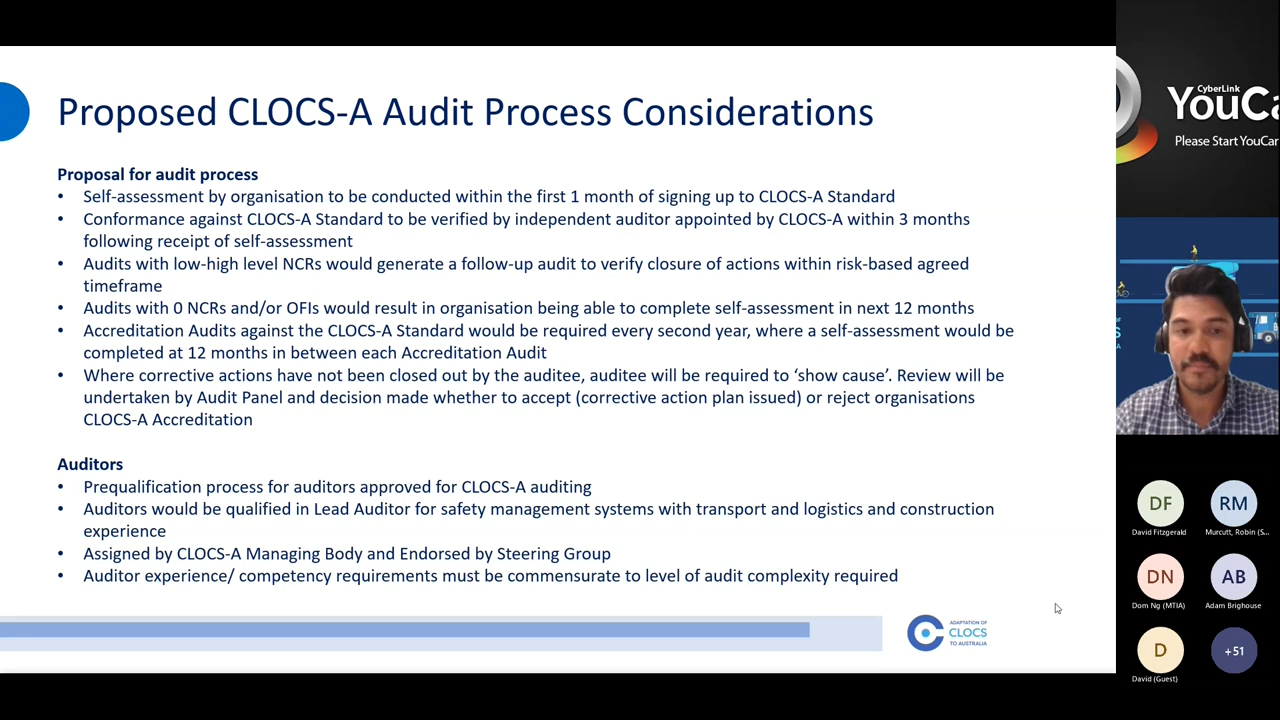 Proposed CLOCS-A Audit Process Considerations
Proposal for audit process
• Self-assessment by organisation to be conducted within the first 1 month of signing up to CLOCS-A Standard
• Conformance against CLOCS-A Standard to be verified by independent auditor appointed by CLOCS-A within 3 months
following receipt of self-assessment
• Audits with low-high level NCRs would generate a follow-up audit to verify closure of actions within risk-based agreed
timeframe
• Audits with 0 NCRs and/or OFIs would result in organisation being able to complete self-assessment in next 12 months
• Accreditation Audits against the CLOCS-A Standard would be required every second year, where a self-assessment would be
completed at 12 months in between each Accreditation Audit
• Where corrective actions have not been closed out by the auditee, auditee will be required to ‘show cause’. Review will be
undertaken by Audit Panel and decision made whether to accept (corrective action plan issued) or reject organisations
CLOCS-A Accreditation
Auditors
• Prequalification process for auditors approved for CLOCS-A auditing
• Auditors would be qualified in Lead Auditor for safety management systems with transport and logistics and construction
experience
• Assigned by CLOCS-A Managing Body and Endorsed by Steering Group
• Auditor experience/ competency requirements must be commensurate to level of audit complexity required
ADAPTATION OF
CLOCS
TO AUSTRALIA
CyberLink
YouCa
Please Start YouCar
DF
David Fitzgerald
RM
Murcutt, Robin (S...
DN
Dom Ng (MTIA)
AB
Adam Brighouse
D
David (Guest)
+51